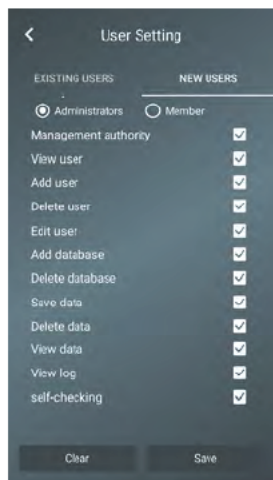 User Setting
EXISTING USERS NEW USERS
Administrators Member
Management authority
View user
Add user
Delete user
Edit user
Add database
Delete database
Save data
Delete data
View data
View log
self-checking
Clear Save